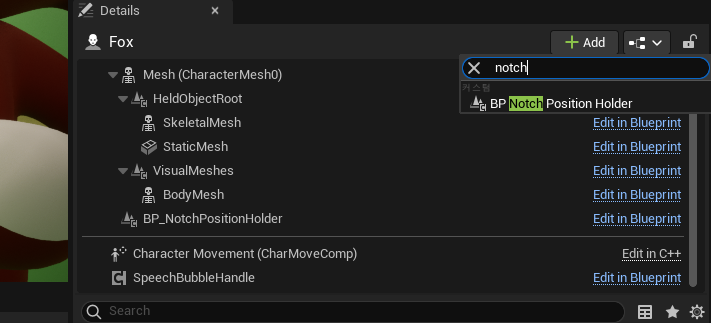 Details
Fox
Add
notch
커스텀
BP Notch Position Holder
Mesh (CharacterMesh0)
HeldObjectRoot
SkeletalMesh Edit in Blueprint
StaticMesh Edit in Blueprint
VisualMeshes Edit in Blueprint
BodyMesh Edit in Blueprint
BP_NotchPositionHolder Edit in Blueprint
Character Movement (CharMoveComp) Edit in C++
SpeechBubbleHandle Edit in Blueprint
Search